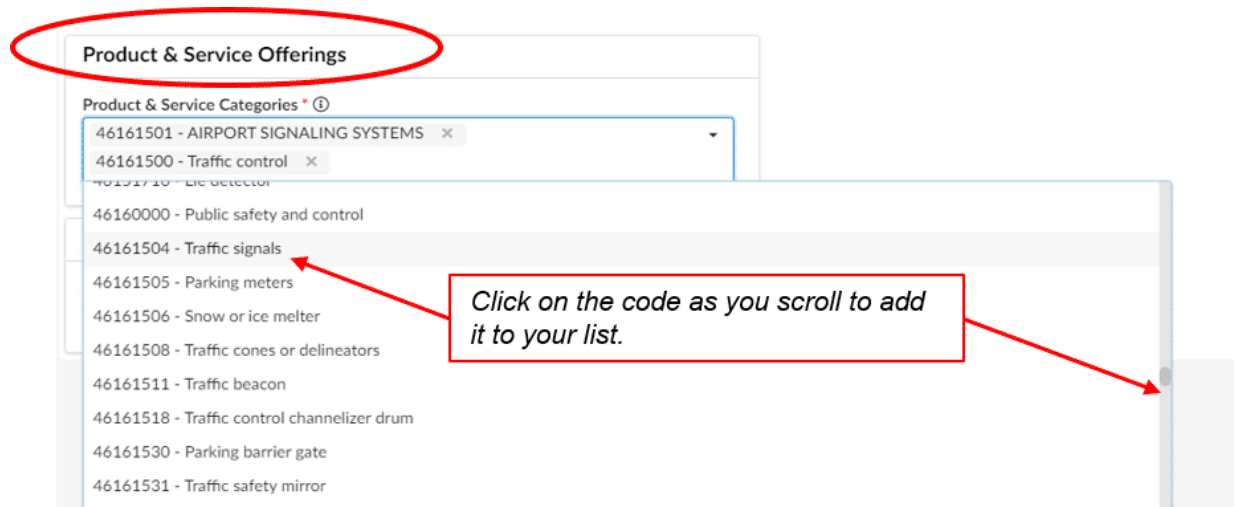 Product & Service Offerings
Product & Service Categories *
46161501 - AIRPORT SIGNALING SYSTEMS ×
46161500 - Traffic control ×
46151716 - Lie detector
46160000 - Public safety and control
46161504 - Traffic signals
46161505 - Parking meters
46161506 - Snow or ice melter
46161508 - Traffic cones or delineators
46161511 - Traffic beacon
46161518 - Traffic control channelizer drum
46161530 - Parking barrier gate
46161531 - Traffic safety mirror
Click on the code as you scroll to add
it to your list.